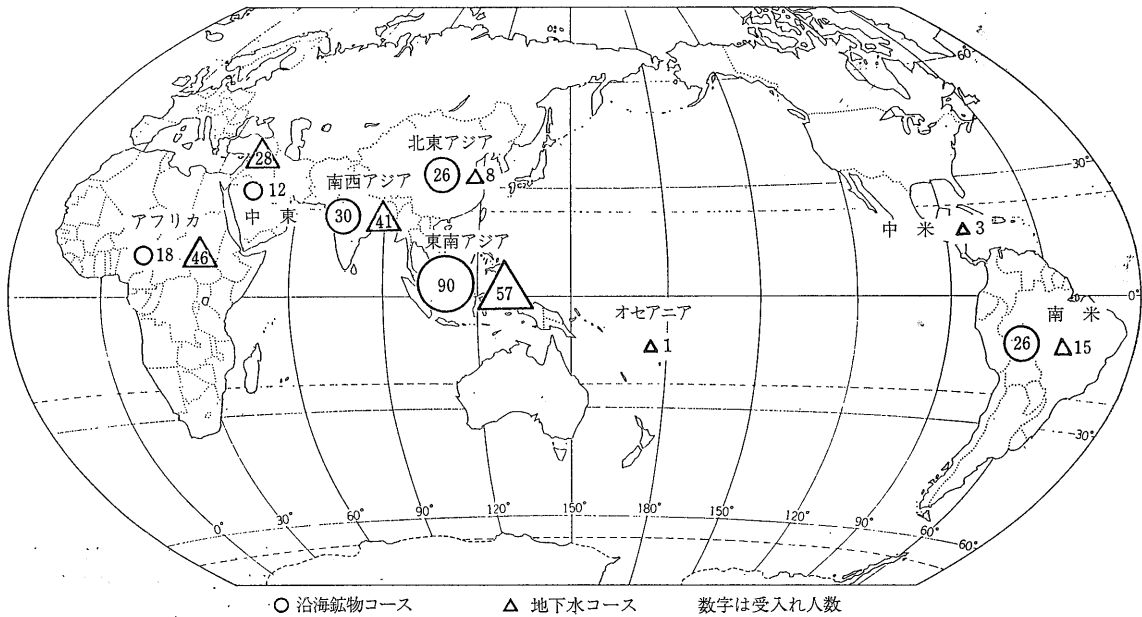 60°
北東アジア
26
8
28
30°
南西アジア
12
30
41
中東
中米
3
アフリカ
18
46
東南アジア
90
57
0°
オセアニア
1
南米
26
15
30°
0°
30°
60°
90°
120°
150°
180°
150°
120°
90°
60°
60°
沿海鉱物コース
地下水コース
数字は受入れ人数